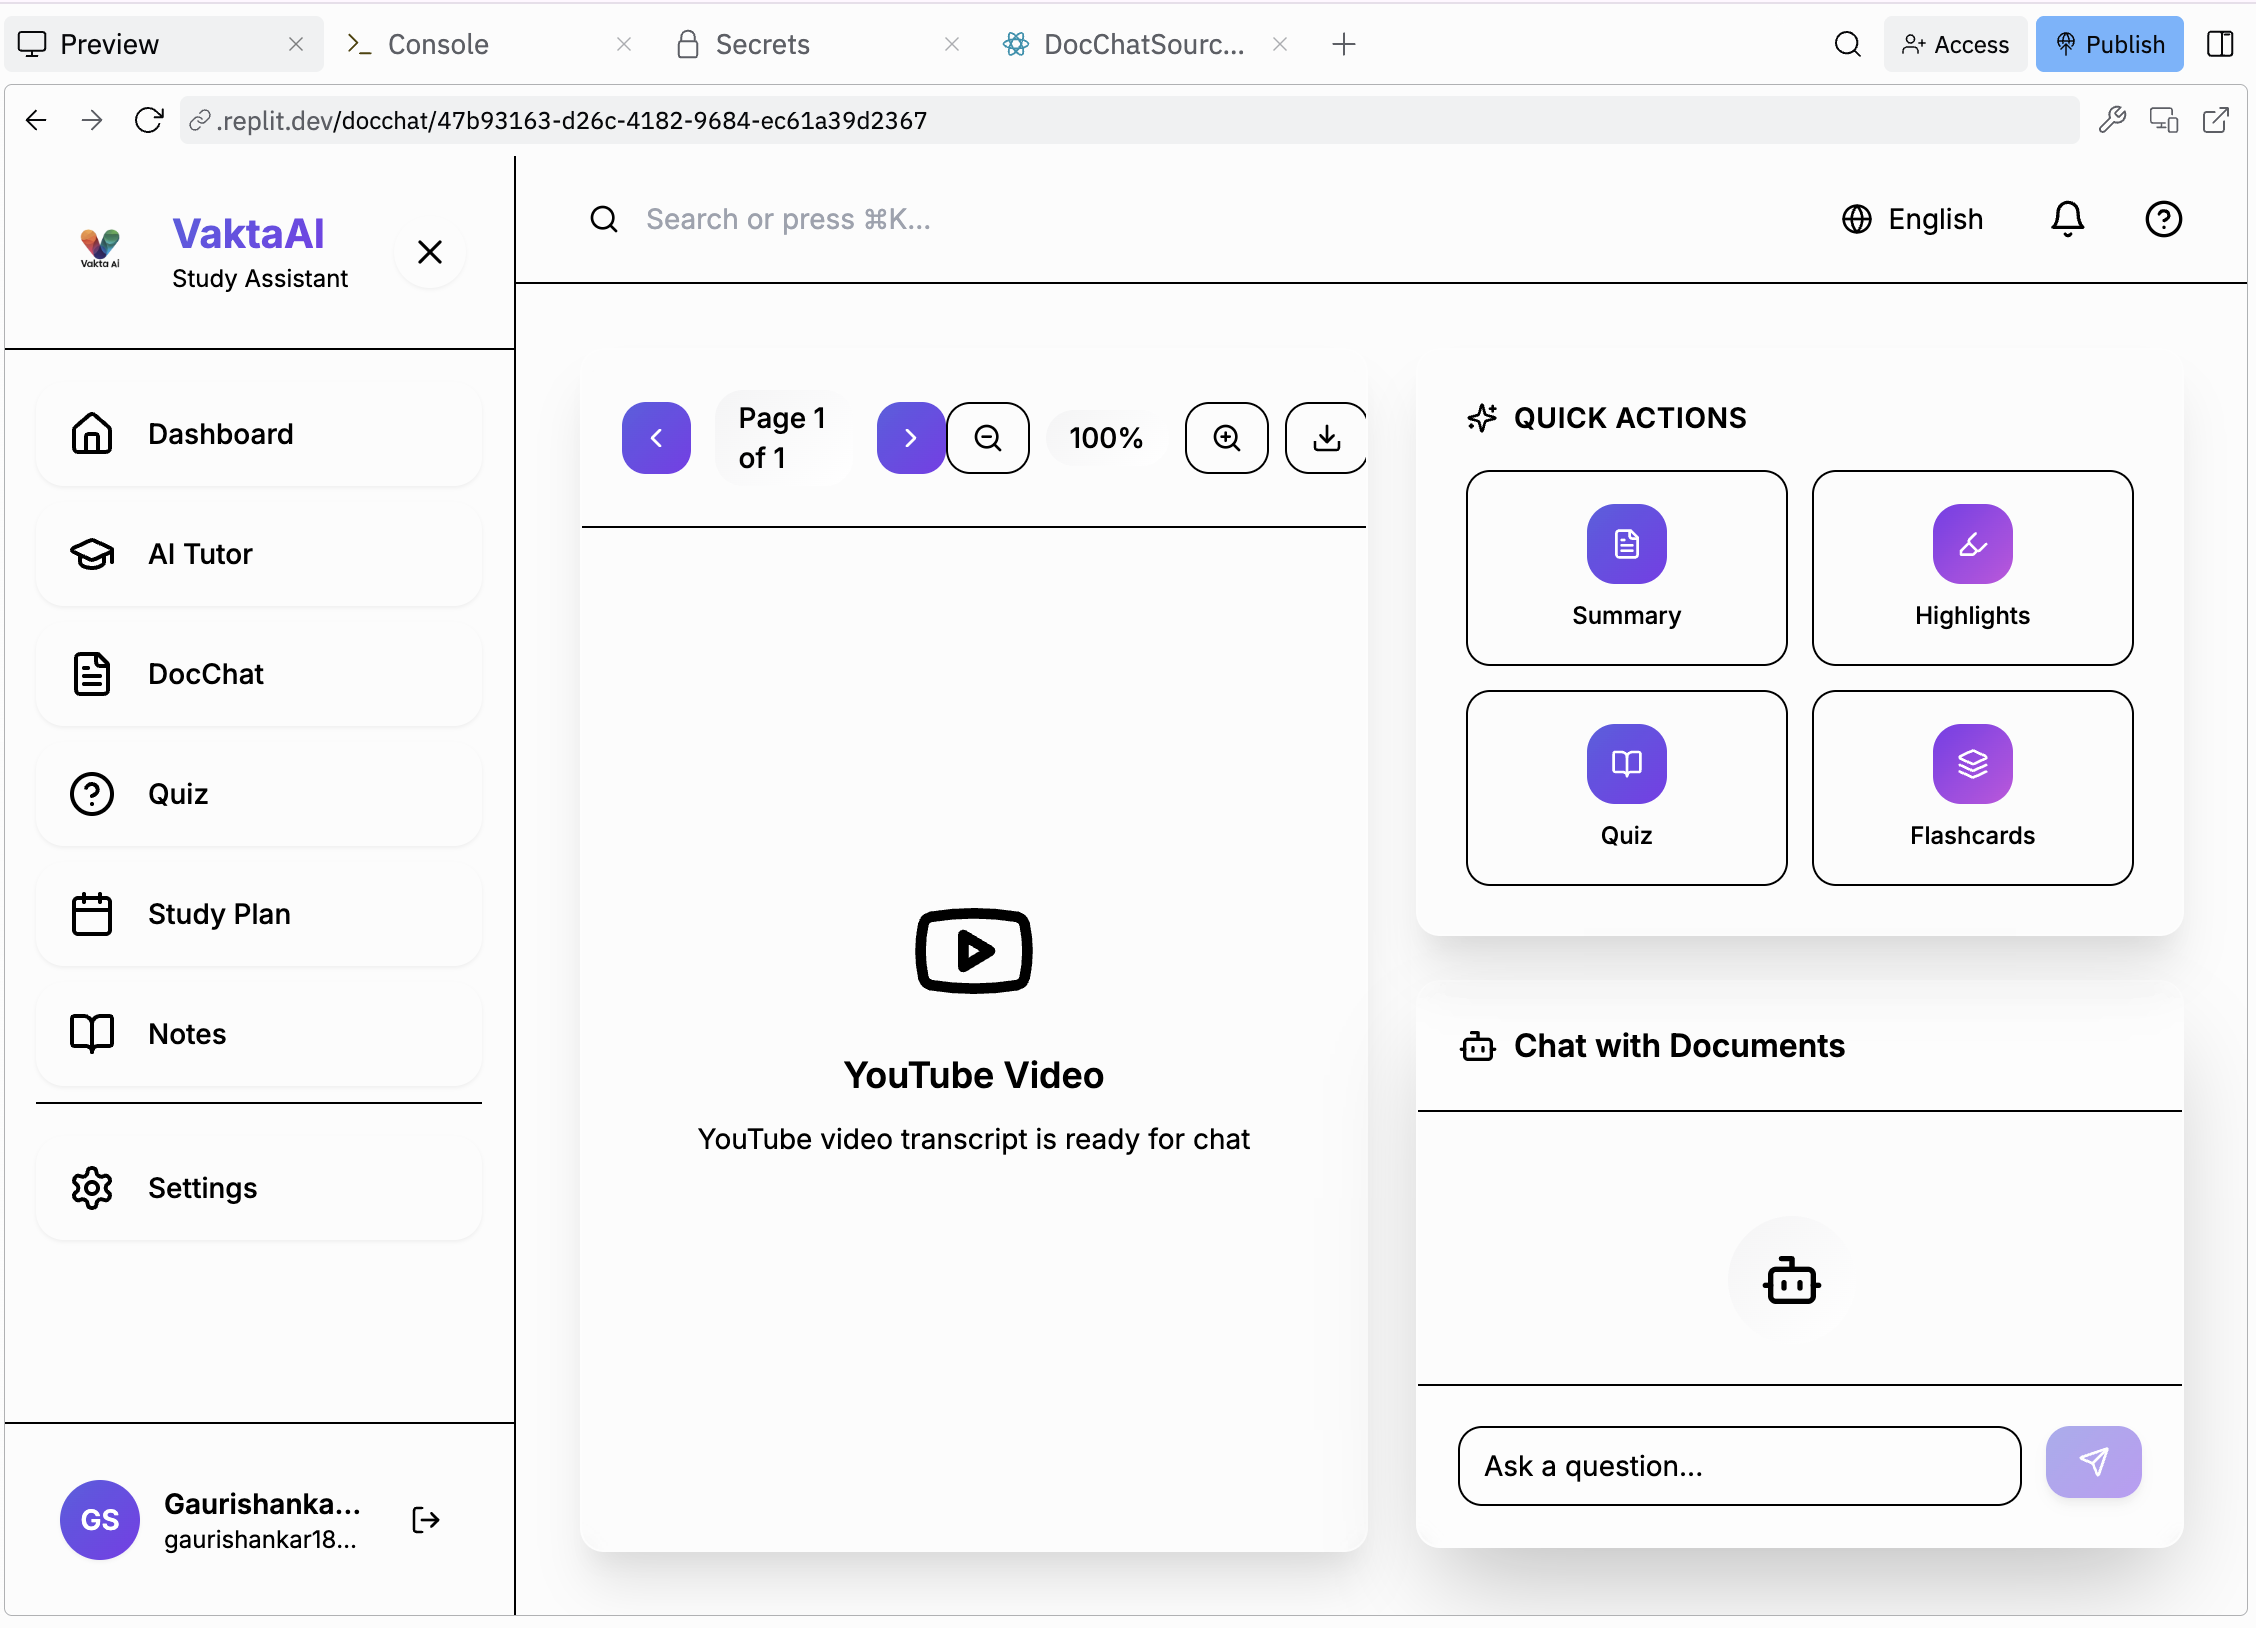 Preview
Console
Secrets
DocChatSourc...
Access
Publish
.replit.dev/docchat/47b93163-d26c-4182-9684-ec61a39d2367
Vakta Ai
VaktaAI
Study Assistant
Search or press ⌘K...
English
Dashboard
AI Tutor
DocChat
Quiz
Study Plan
Notes
Settings
GS
Gaurishanka...
gaurishankar18...
Page 1
of 1
100%
YouTube Video
YouTube video transcript is ready for chat
QUICK ACTIONS
Summary
Highlights
Quiz
Flashcards
Chat with Documents
Ask a question...